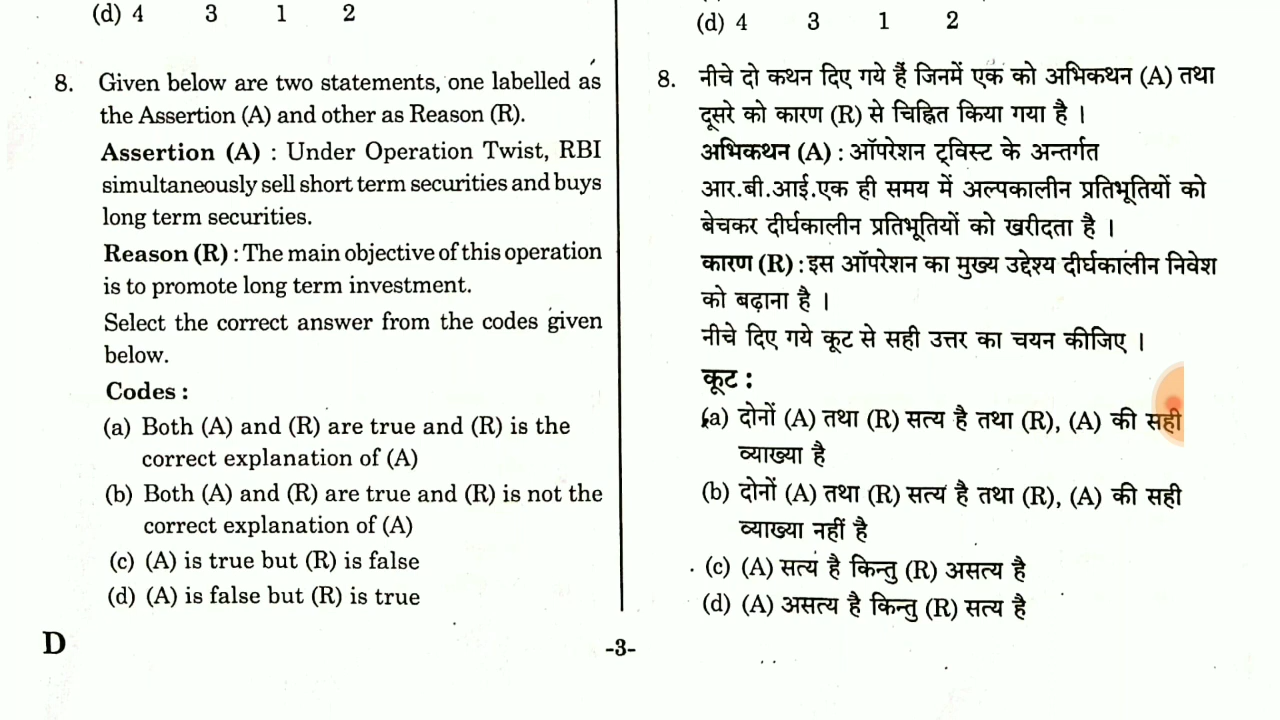 (d) 4 3 1 2
8. Given below are two statements, one labelled as
the Assertion (A) and other as Reason (R).
Assertion (A) : Under Operation Twist, RBI
simultaneously sell short term securities and buys
long term securities.
Reason (R) : The main objective of this operation
is to promote long term investment.
Select the correct answer from the codes given
below.
Codes :
(a) Both (A) and (R) are true and (R) is the
correct explanation of (A)
(b) Both (A) and (R) are true and (R) is not the
correct explanation of (A)
(c) (A) is true but (R) is false
(d) (A) is false but (R) is true
(d) 4 3 1 2
8. नीचे दो कथन दिए गये हैं जिनमें एक को अभिकथन (A) तथा
दूसरे को कारण (R) से चिह्नित किया गया है ।
अभिकथन (A) : ऑपरेशन ट्विस्ट के अन्तर्गत
आर.बी.आई.एक ही समय में अल्पकालीन प्रतिभूतियों को
बेचकर दीर्घकालीन प्रतिभूतियों को खरीदता है ।
कारण (R) : इस ऑपरेशन का मुख्य उद्देश्य दीर्घकालीन निवेश
को बढ़ाना है ।
नीचे दिए गये कूट से सही उत्तर का चयन कीजिए ।
कूट :
(a) दोनों (A) तथा (R) सत्य है तथा (R), (A) की सही
व्याख्या है
(b) दोनों (A) तथा (R) सत्य है तथा (R), (A) की सही
व्याख्या नहीं है
(c) (A) सत्य है किन्तु (R) असत्य है
(d) (A) असत्य है किन्तु (R) सत्य है
D
-3-